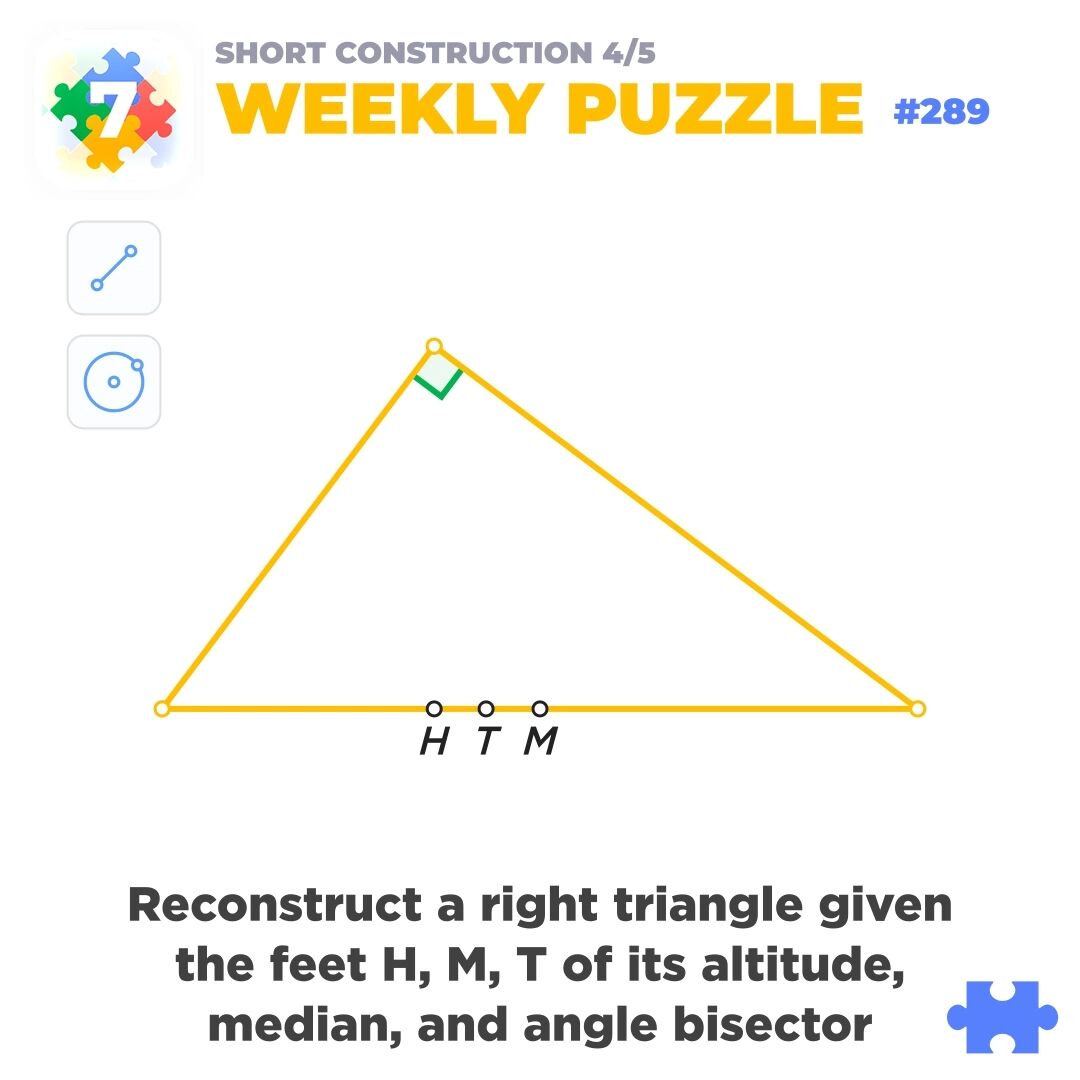 7
SHORT CONSTRUCTION 4/5
WEEKLY PUZZLE #289
H T M
Reconstruct a right triangle given
the feet H, M, T of its altitude,
median, and angle bisector